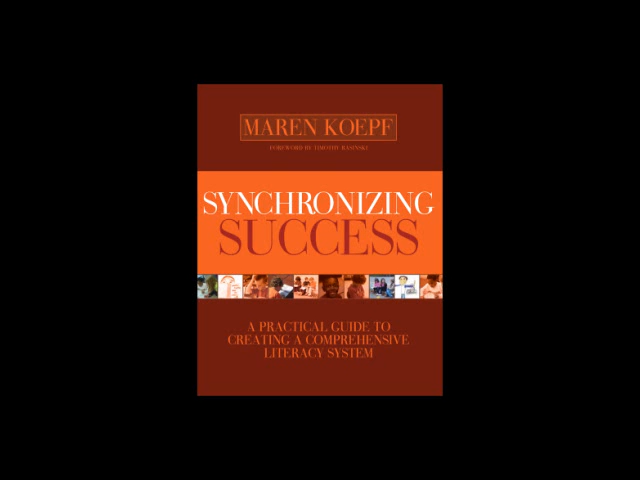 MAREN KOEPF
FOREWORD BY TIMOTHY RASINSKI
SYNCHRONIZING
SUCCESS
A PRACTICAL GUIDE TO
CREATING A COMPREHENSIVE
LITERACY SYSTEM